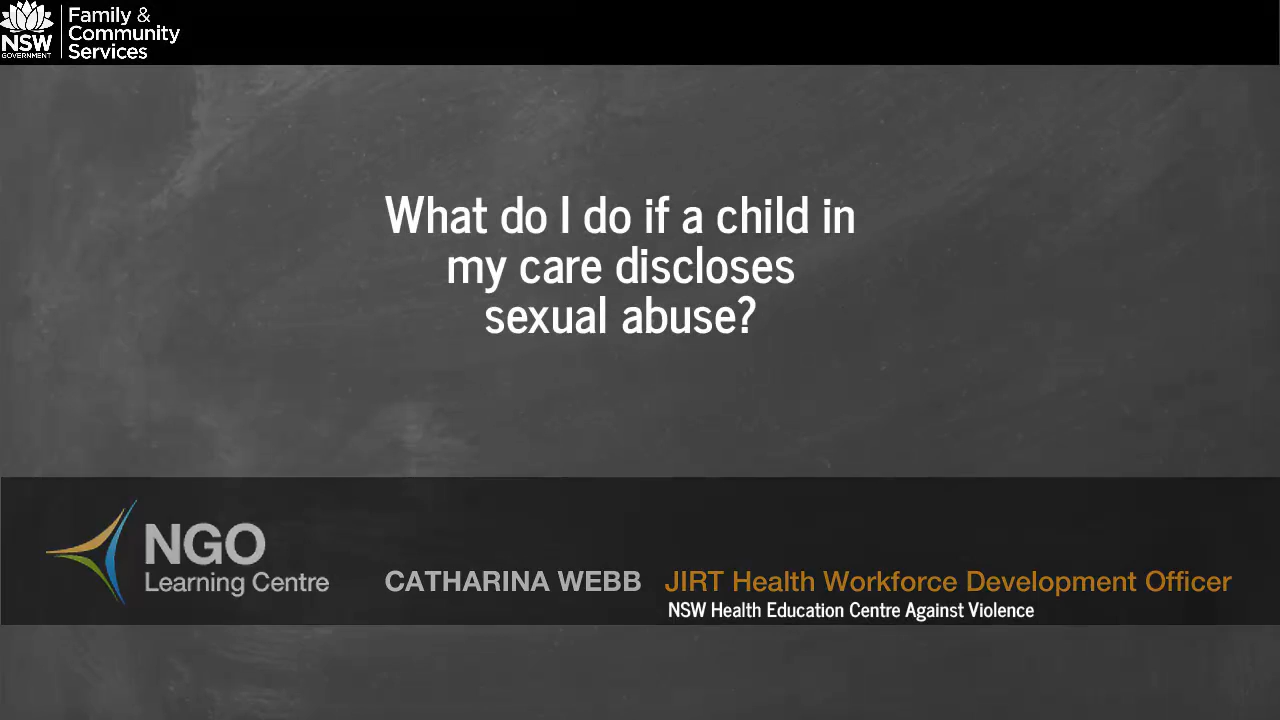 Family &
Community
Services
NSW
GOVERNMENT
What do I do if a child in
my care discloses
sexual abuse?
NGO
Learning Centre
CATHARINA WEBB JIRT Health Workforce Development Officer
NSW Health Education Centre Against Violence